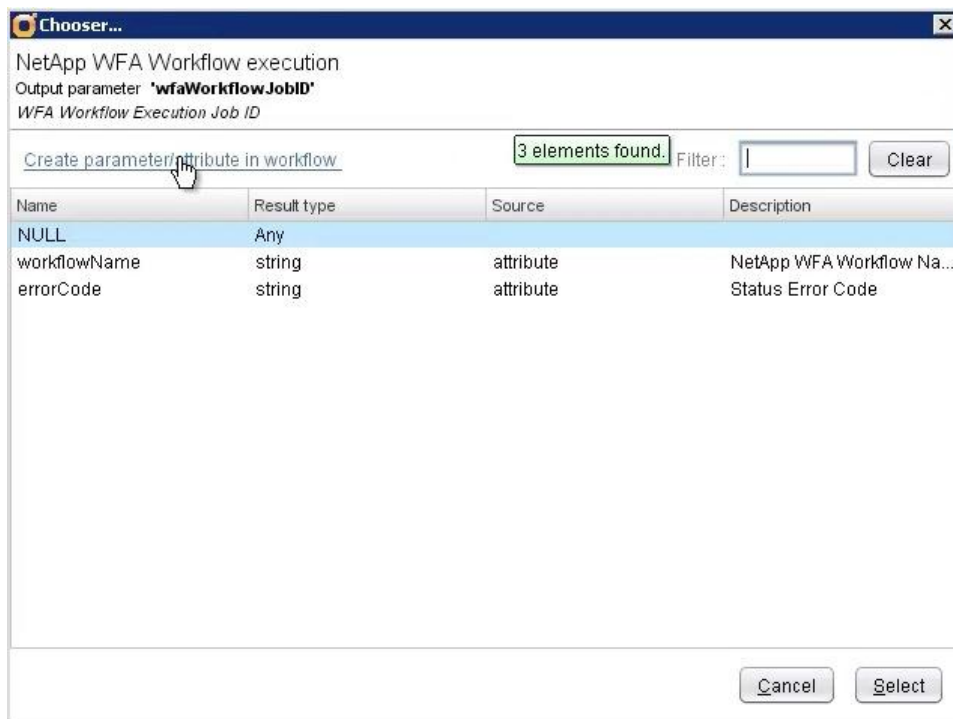 Chooser...
NetApp WFA Workflow execution
Output parameter 'wfaWorkflowJobID'
WFA Workflow Execution Job ID
Create parameter/attribute in workflow 3 elements found. Filter: Clear
Name Result type Source Description
NULL Any
workflowName string attribute NetApp WFA Workflow Na...
errorCode string attribute Status Error Code
Cancel Select